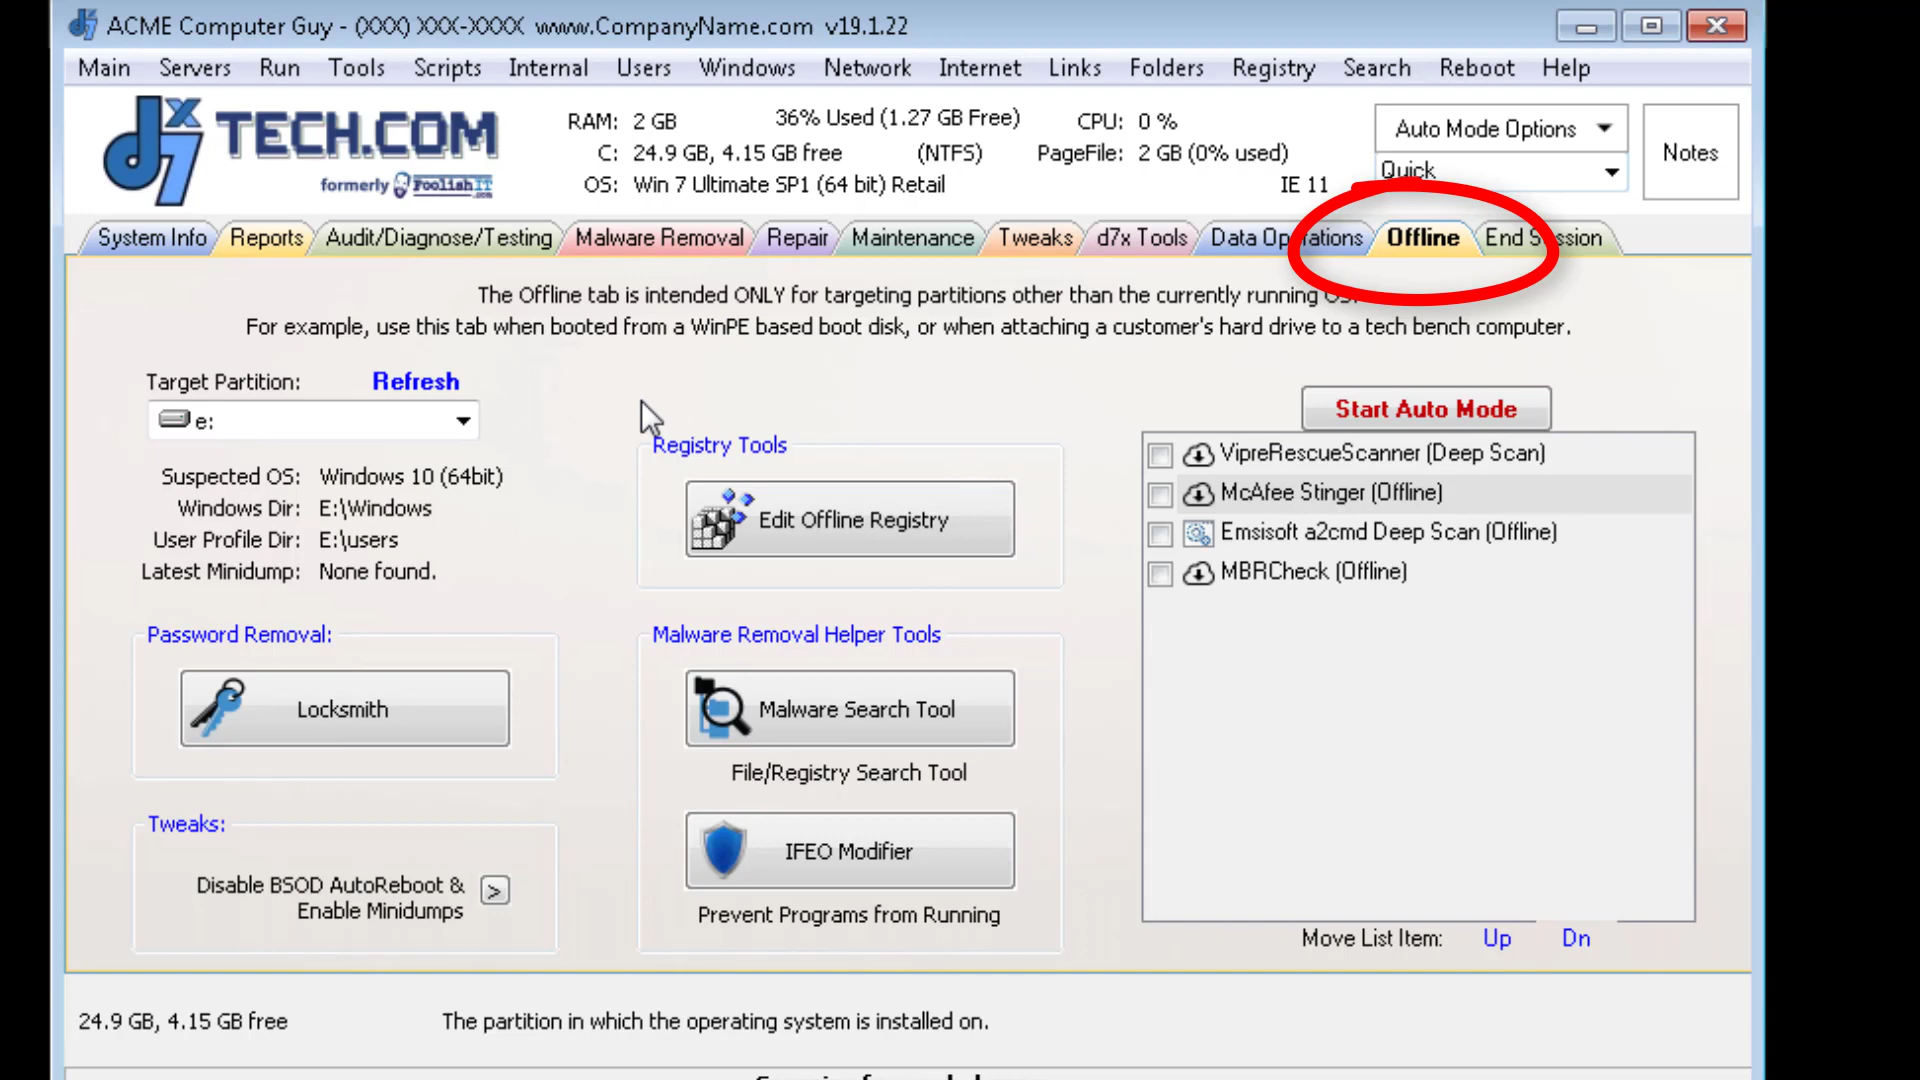 ACME Computer Guy - (XXX) XXX-XXXX www.CompanyName.com v19.1.22
Main Servers Run Tools Scripts Internal Users Windows Network Internet Links Folders Registry Search Reboot Help
d7x TECH.COM
formerly FoolishIT.com
RAM: 2 GB 36% Used (1.27 GB Free) CPU: 0 %
C: 24.9 GB, 4.15 GB free (NTFS) PageFile: 2 GB (0% used)
OS: Win 7 Ultimate SP1 (64 bit) Retail IE 11
Auto Mode Options
Quick
Notes
System Info Reports Audit/Diagnose/Testing Malware Removal Repair Maintenance Tweaks d7x Tools Data Operations Offline End Session
The Offline tab is intended ONLY for targeting partitions other than the currently running OS.
For example, use this tab when booted from a WinPE based boot disk, or when attaching a customer's hard drive to a tech bench computer.
Target Partition: Refresh
e:
Suspected OS: Windows 10 (64bit)
Windows Dir: E:\Windows
User Profile Dir: E:\users
Latest Minidump: None found.
Password Removal:
Locksmith
Tweaks:
Disable BSOD AutoReboot &
Enable Minidumps
>
Registry Tools
Edit Offline Registry
Malware Removal Helper Tools
Malware Search Tool
File/Registry Search Tool
IFEO Modifier
Prevent Programs from Running
Start Auto Mode
VipreRescueScanner (Deep Scan)
McAfee Stinger (Offline)
Emsisoft a2cmd Deep Scan (Offline)
MBRCheck (Offline)
Move List Item: Up Dn
24.9 GB, 4.15 GB free The partition in which the operating system is installed on.